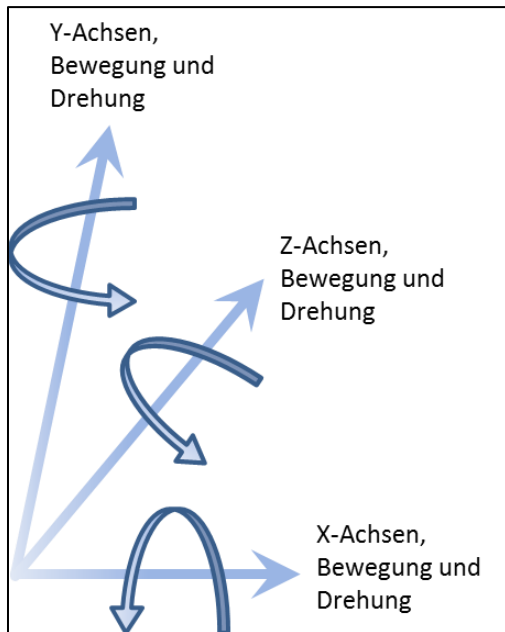 Y-Achsen,
Bewegung und
Drehung
Z-Achsen,
Bewegung und
Drehung
X-Achsen,
Bewegung und
Drehung